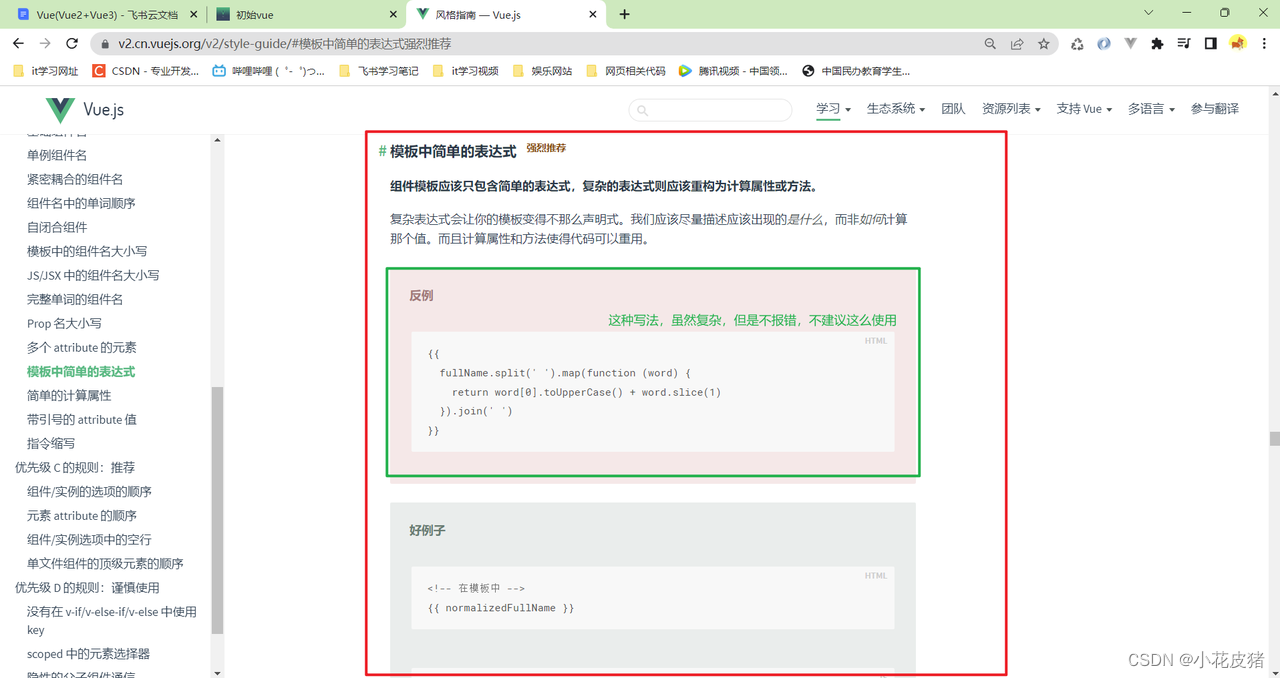 Vue(Vue2+Vue3) - 飞书云文档
初始vue
风格指南 — Vue.js
v2.cn.vuejs.org/v2/style-guide/#模板中简单的表达式强烈推荐
it学习网址
CSDN - 专业开发...
哔哩哔哩 (゜-゜)つ...
飞书学习笔记
it学习视频
娱乐网站
网页相关代码
腾讯视频 - 中国领...
中国民办教育学生...
Vue.js
学习
生态系统
团队
资源列表
支持 Vue
多语言
参与翻译
基础组件名
单例组件名
紧密耦合的组件名
组件名中的单词顺序
自闭合组件
模板中的组件名大小写
JS/JSX 中的组件名大小写
完整单词的组件名
Prop 名大小写
多个 attribute 的元素
模板中简单的表达式
简单的计算属性
带引号的 attribute 值
指令缩写
优先级 C 的规则：推荐
组件/实例的选项的顺序
元素 attribute 的顺序
组件/实例选项中的空行
单文件组件的顶级元素的顺序
优先级 D 的规则：谨慎使用
没有在 v-if/v-else-if/v-else 中使用
key
scoped 中的元素选择器
隐性的父子组件通信
# 模板中简单的表达式 强烈推荐
组件模板应该只包含简单的表达式，复杂的表达式则应该重构为计算属性或方法。
复杂表达式会让你的模板变得不那么声明式。我们应该尽量描述应该出现的是什么，而非如何计算
那个值。而且计算属性和方法使得代码可以重用。
反例
这种写法，虽然复杂，但是不报错，不建议这么使用
HTML
{{
fullName.split(' ').map(function (word) {
return word[0].toUpperCase() + word.slice(1)
}).join(' ')
}}
好例子
HTML
<!-- 在模板中 -->
{{ normalizedFullName }}
CSDN @小花皮猪